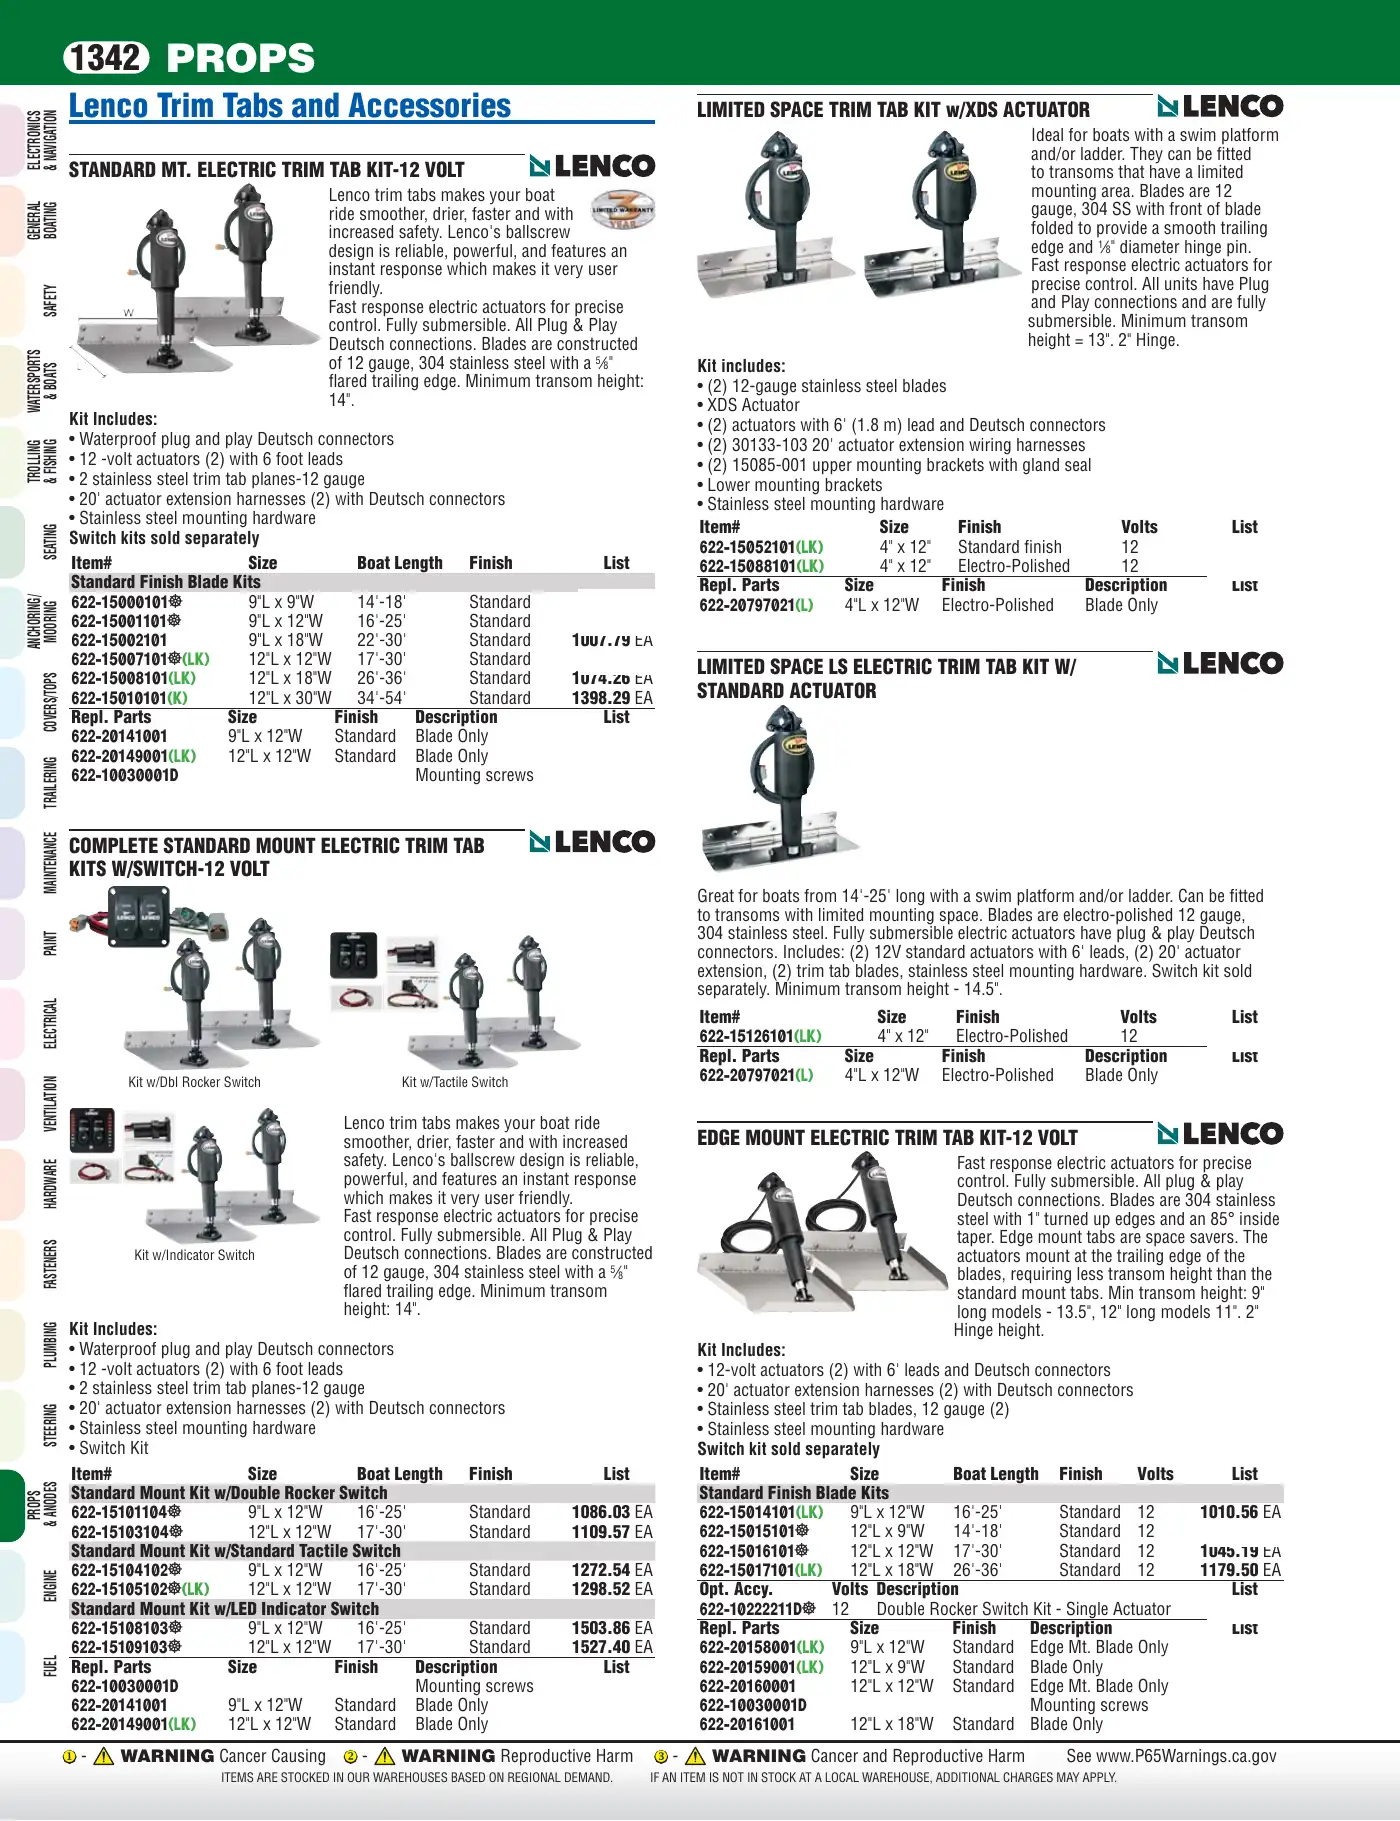 1342 PROPS
ELECTRONICS
& NAVIGATION
GENERAL
BOATING
SAFETY
WATERSPORTS
& BOATS
TROLLING
& FISHING
SEATING
ANCHORING/
MOORING
COVERS/TOPS
TRAILERING
MAINTENANCE
PAINT
ELECTRICAL
VENTILATION
HARDWARE
FASTENERS
PLUMBING
STEERING
PROPS
& ANODES
ENGINE
FUEL
Lenco Trim Tabs and Accessories
STANDARD MT. ELECTRIC TRIM TAB KIT-12 VOLT
LENCO
Lenco trim tabs makes your boat
ride smoother, drier, faster and with
increased safety. Lenco's ballscrew
design is reliable, powerful, and features an
instant response which makes it very user
friendly.
Fast response electric actuators for precise
control. Fully submersible. All Plug & Play
Deutsch connections. Blades are constructed
of 12 gauge, 304 stainless steel with a 5⁄8"
flared trailing edge. Minimum transom height:
14".
3
LIMITED WARRANTY
YEAR
W
L
Kit Includes:
• Waterproof plug and play Deutsch connectors
• 12 -volt actuators (2) with 6 foot leads
• 2 stainless steel trim tab planes-12 gauge
• 20' actuator extension harnesses (2) with Deutsch connectors
• Stainless steel mounting hardware
Switch kits sold separately
Item# Size Boat Length Finish List
Standard Finish Blade Kits
622-15000101 9"L x 9"W 14'-18' Standard
622-15001101 9"L x 12"W 16'-25' Standard
622-15002101 9"L x 18"W 22'-30' Standard 1007.79 EA
622-15007101(LK) 12"L x 12"W 17'-30' Standard
622-15008101(LK) 12"L x 18"W 26'-36' Standard 1074.26 EA
622-15010101(K) 12"L x 30"W 34'-54' Standard 1398.29 EA
Repl. Parts Size Finish Description List
622-20141001 9"L x 12"W Standard Blade Only
622-20149001(LK) 12"L x 12"W Standard Blade Only
622-10030001D Mounting screws
COMPLETE STANDARD MOUNT ELECTRIC TRIM TAB
KITS W/SWITCH-12 VOLT
LENCO
Kit w/Dbl Rocker Switch
Kit w/Tactile Switch
Kit w/Indicator Switch
Lenco trim tabs makes your boat ride
smoother, drier, faster and with increased
safety. Lenco's ballscrew design is reliable,
powerful, and features an instant response
which makes it very user friendly.
Fast response electric actuators for precise
control. Fully submersible. All Plug & Play
Deutsch connections. Blades are constructed
of 12 gauge, 304 stainless steel with a 5⁄8"
flared trailing edge. Minimum transom
height: 14".
Kit Includes:
• Waterproof plug and play Deutsch connectors
• 12 -volt actuators (2) with 6 foot leads
• 2 stainless steel trim tab planes-12 gauge
• 20' actuator extension harnesses (2) with Deutsch connectors
• Stainless steel mounting hardware
• Switch Kit
Item# Size Boat Length Finish List
Standard Mount Kit w/Double Rocker Switch
622-15101104 9"L x 12"W 16'-25' Standard 1086.03 EA
622-15103104 12"L x 12"W 17'-30' Standard 1109.57 EA
Standard Mount Kit w/Standard Tactile Switch
622-15104102 9"L x 12"W 16'-25' Standard 1272.54 EA
622-15105102(LK) 12"L x 12"W 17'-30' Standard 1298.52 EA
Standard Mount Kit w/LED Indicator Switch
622-15108103 9"L x 12"W 16'-25' Standard 1503.86 EA
622-15109103 12"L x 12"W 17'-30' Standard 1527.40 EA
Repl. Parts Size Finish Description List
622-10030001D Mounting screws
622-20141001 9"L x 12"W Standard Blade Only
622-20149001(LK) 12"L x 12"W Standard Blade Only
LIMITED SPACE TRIM TAB KIT w/XDS ACTUATOR
LENCO
Ideal for boats with a swim platform
and/or ladder. They can be fitted
to transoms that have a limited
mounting area. Blades are 12
gauge, 304 SS with front of blade
folded to provide a smooth trailing
edge and 1⁄8" diameter hinge pin.
Fast response electric actuators for
precise control. All units have Plug
and Play connections and are fully
submersible. Minimum transom
height = 13". 2" Hinge.
Kit includes:
• (2) 12-gauge stainless steel blades
• XDS Actuator
• (2) actuators with 6' (1.8 m) lead and Deutsch connectors
• (2) 30133-103 20' actuator extension wiring harnesses
• (2) 15085-001 upper mounting brackets with gland seal
• Lower mounting brackets
• Stainless steel mounting hardware
Item# Size Finish Volts List
622-15052101(LK) 4" x 12" Standard finish 12
622-15088101(LK) 4" x 12" Electro-Polished 12
Repl. Parts Size Finish Description List
622-20797021(L) 4"L x 12"W Electro-Polished Blade Only
LIMITED SPACE LS ELECTRIC TRIM TAB KIT W/
STANDARD ACTUATOR
LENCO
Great for boats from 14'-25' long with a swim platform and/or ladder. Can be fitted
to transoms with limited mounting space. Blades are electro-polished 12 gauge,
304 stainless steel. Fully submersible electric actuators have plug & play Deutsch
connectors. Includes: (2) 12V standard actuators with 6' leads, (2) 20' actuator
extension, (2) trim tab blades, stainless steel mounting hardware. Switch kit sold
separately. Minimum transom height - 14.5".
Item# Size Finish Volts List
622-15126101(LK) 4" x 12" Electro-Polished 12
Repl. Parts Size Finish Description List
622-20797021(L) 4"L x 12"W Electro-Polished Blade Only
EDGE MOUNT ELECTRIC TRIM TAB KIT-12 VOLT
LENCO
Fast response electric actuators for precise
control. Fully submersible. All plug & play
Deutsch connections. Blades are 304 stainless
steel with 1" turned up edges and an 85° inside
taper. Edge mount tabs are space savers. The
actuators mount at the trailing edge of the
blades, requiring less transom height than the
standard mount tabs. Min transom height: 9"
long models - 13.5", 12" long models 11". 2"
Hinge height.
Kit Includes:
• 12-volt actuators (2) with 6' leads and Deutsch connectors
• 20' actuator extension harnesses (2) with Deutsch connectors
• Stainless steel trim tab blades, 12 gauge (2)
• Stainless steel mounting hardware
Switch kit sold separately
Item# Size Boat Length Finish Volts List
Standard Finish Blade Kits
622-15014101(LK) 9"L x 12"W 16'-25' Standard 12 1010.56 EA
622-15015101 12"L x 9"W 14'-18' Standard 12
622-15016101 12"L x 12"W 17'-30' Standard 12 1045.19 EA
622-15017101(LK) 12"L x 18"W 26'-36' Standard 12 1179.50 EA
Opt. Accy. Volts Description List
622-10222211D 12 Double Rocker Switch Kit - Single Actuator
Repl. Parts Size Finish Description List
622-20158001(LK) 9"L x 12"W Standard Edge Mt. Blade Only
622-20159001(LK) 12"L x 9"W Standard Blade Only
622-20160001 12"L x 12"W Standard Edge Mt. Blade Only
622-10030001D Mounting screws
622-20161001 12"L x 18"W Standard Blade Only
1 - WARNING Cancer Causing 2 - WARNING Reproductive Harm 3 - WARNING Cancer and Reproductive Harm See www.P65Warnings.ca.gov
ITEMS ARE STOCKED IN OUR WAREHOUSES BASED ON REGIONAL DEMAND. IF AN ITEM IS NOT IN STOCK AT A LOCAL WAREHOUSE, ADDITIONAL CHARGES MAY APPLY.